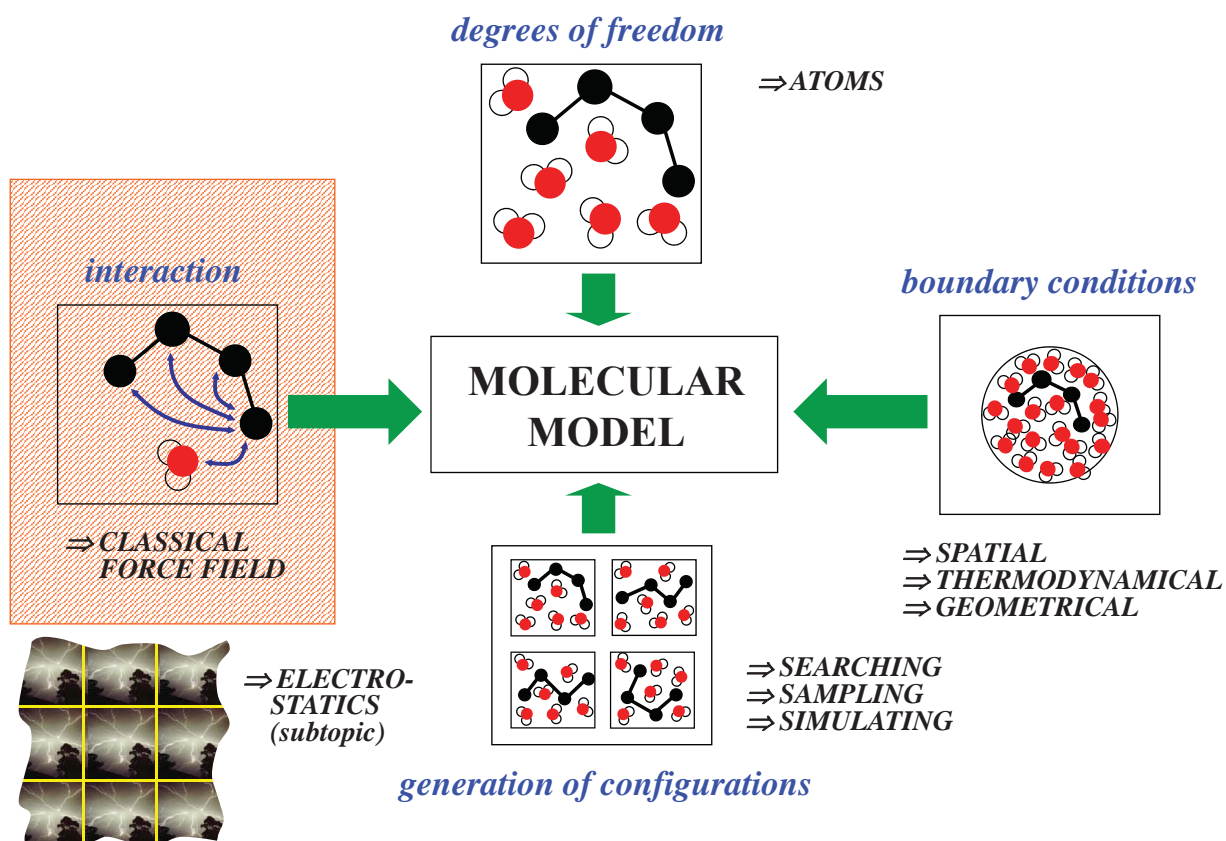 degrees of freedom
⇒ ATOMS
interaction
⇒ CLASSICAL
FORCE FIELD
boundary conditions
⇒ SPATIAL
⇒ THERMODYNAMICAL
⇒ GEOMETRICAL
MOLECULAR
MODEL
⇒ ELECTRO-
STATICS
(subtopic)
⇒ SEARCHING
⇒ SAMPLING
⇒ SIMULATING
generation of configurations